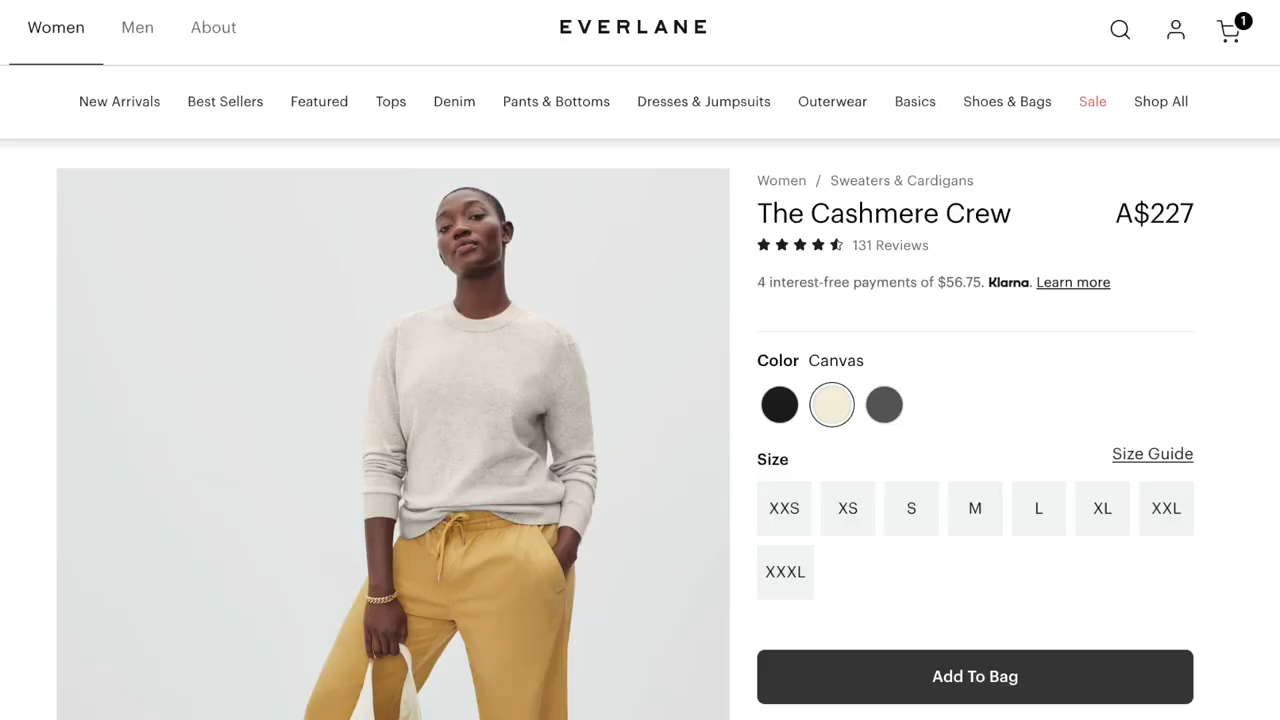 Women Men About
EVERLANE
1
New Arrivals Best Sellers Featured Tops Denim Pants & Bottoms Dresses & Jumpsuits Outerwear Basics Shoes & Bags Sale Shop All
Women / Sweaters & Cardigans
The Cashmere Crew A$227
131 Reviews
4 interest-free payments of $56.75. Klarna. Learn more
Color Canvas
Size Size Guide
XXS XS S M L XL XXL
XXXL
Add To Bag